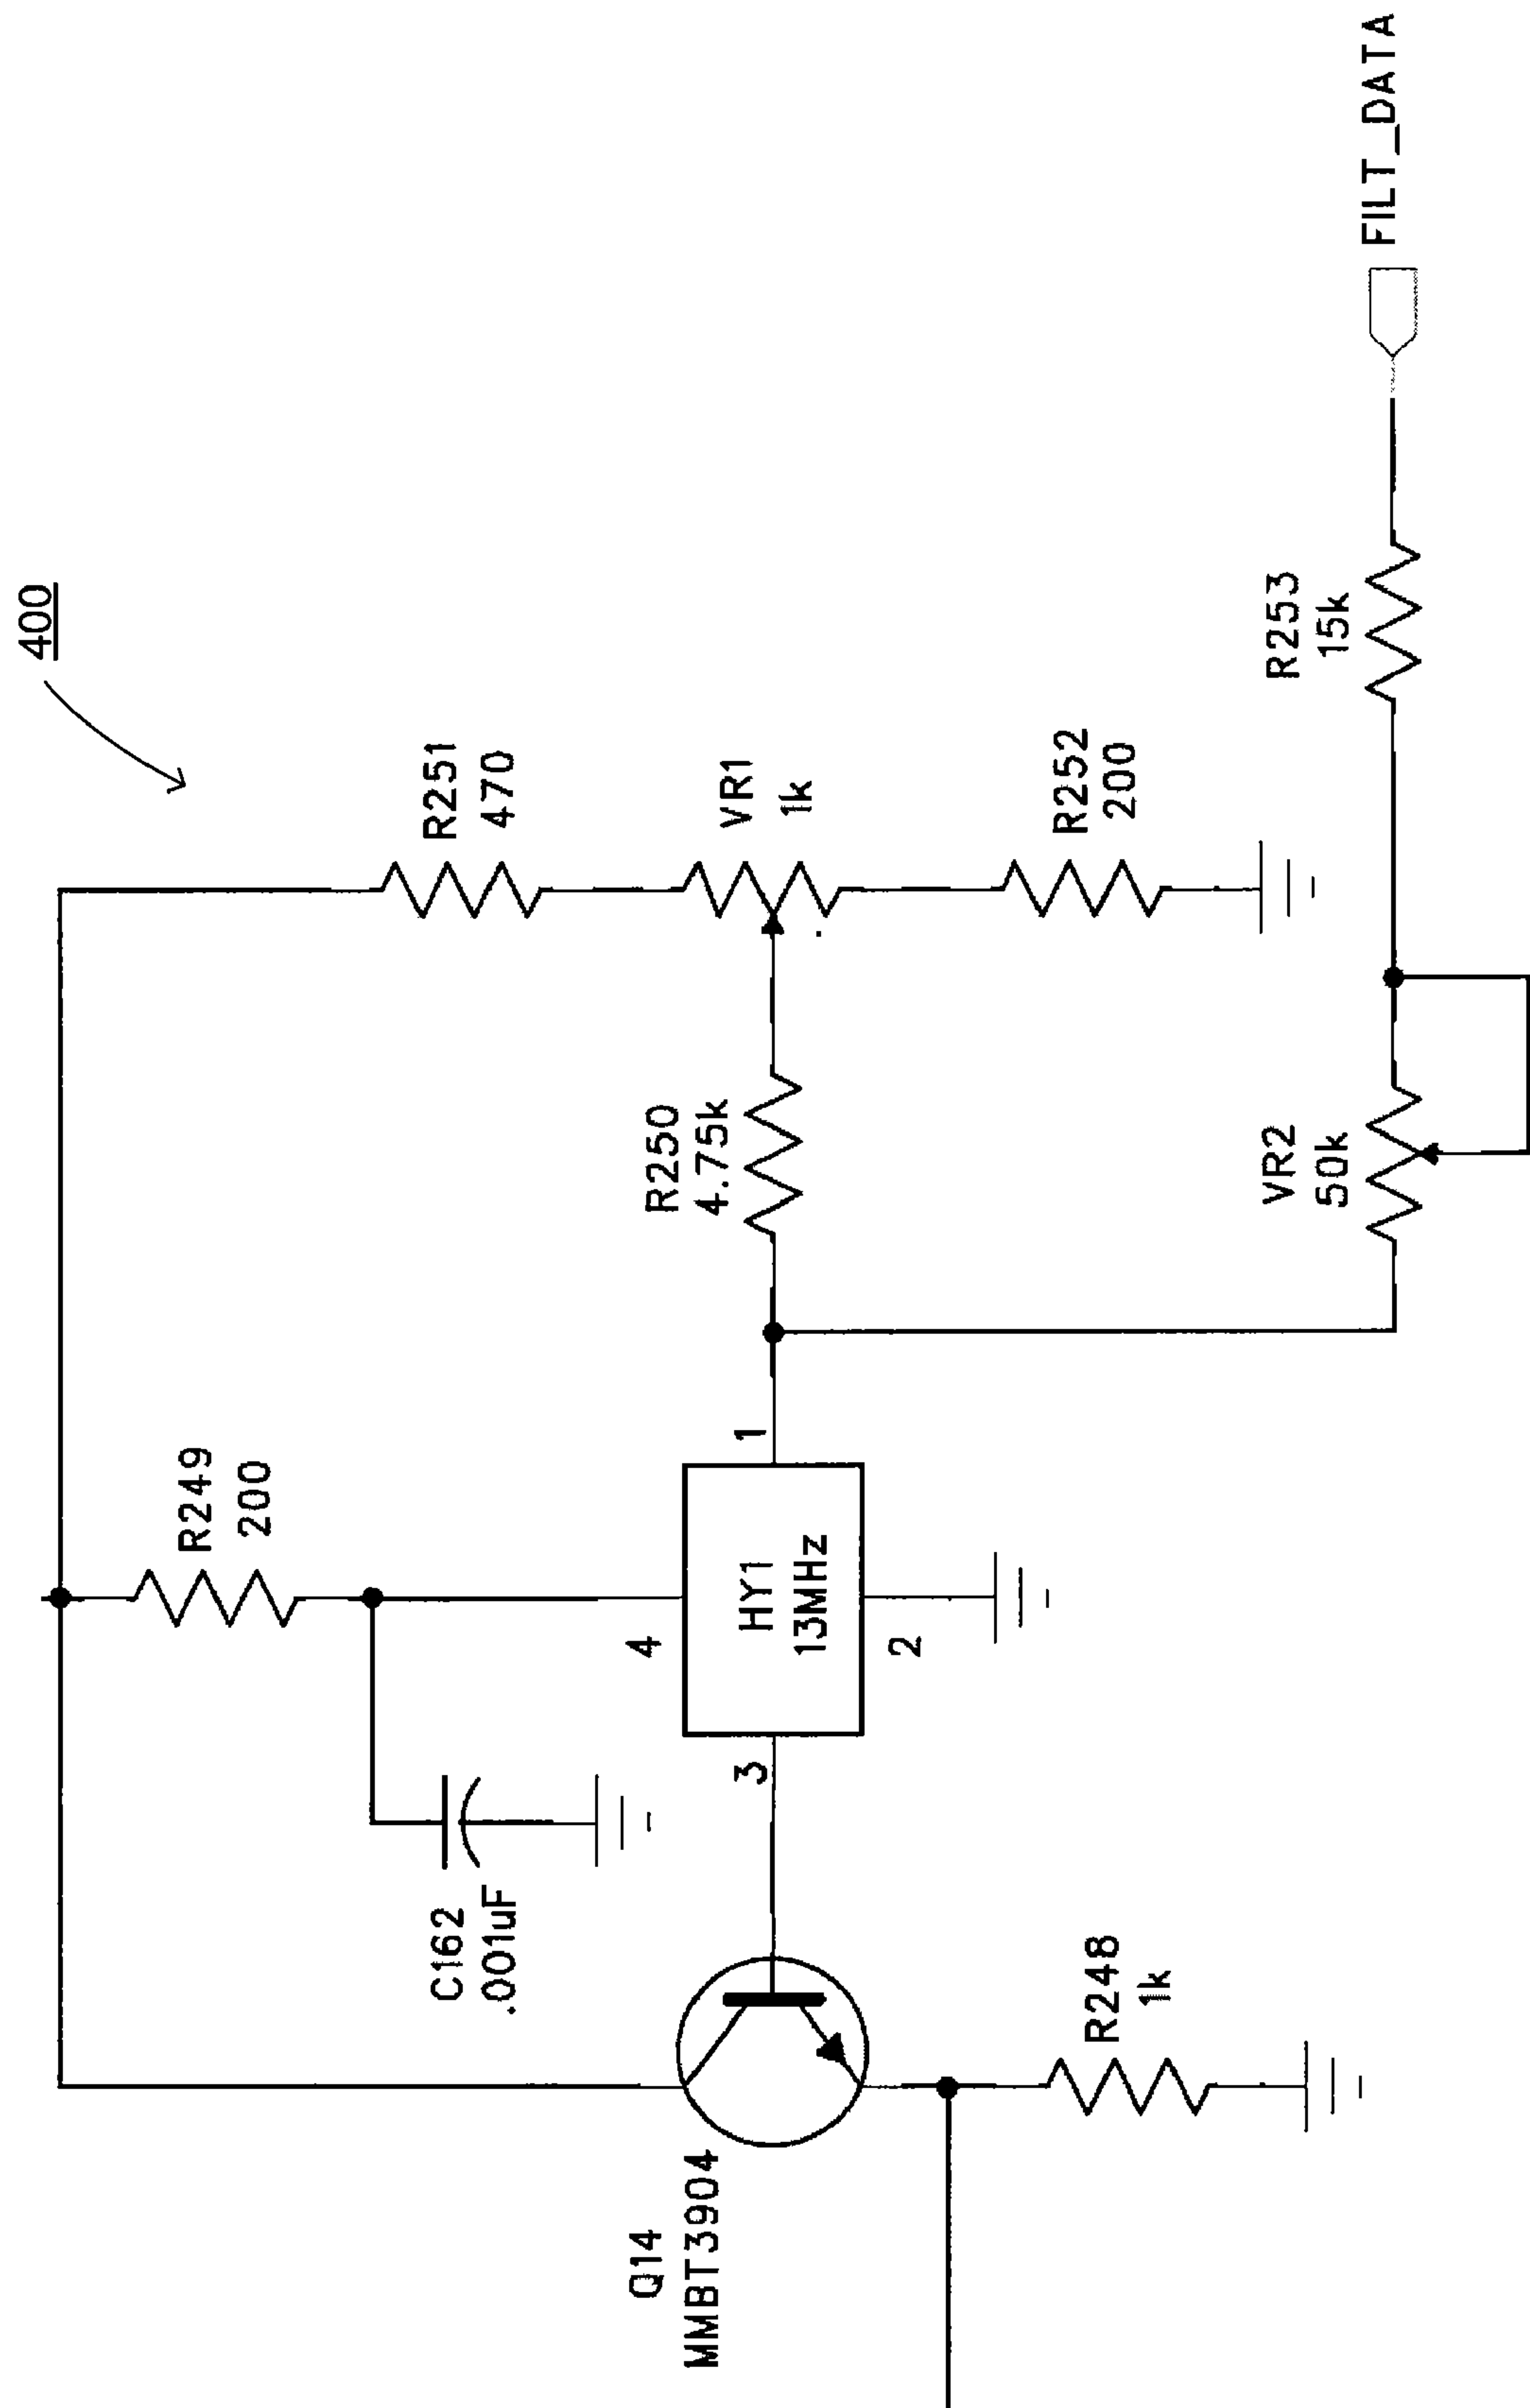 400
R251
470
VR1
1k
R252
200
R250
4.75k
R249
200
C162
.001uF
HY1
13MHz
1
2
3
4
Q14
MMBT3904
R248
1k
VR2
50k
R253
15k
FILT_DATA